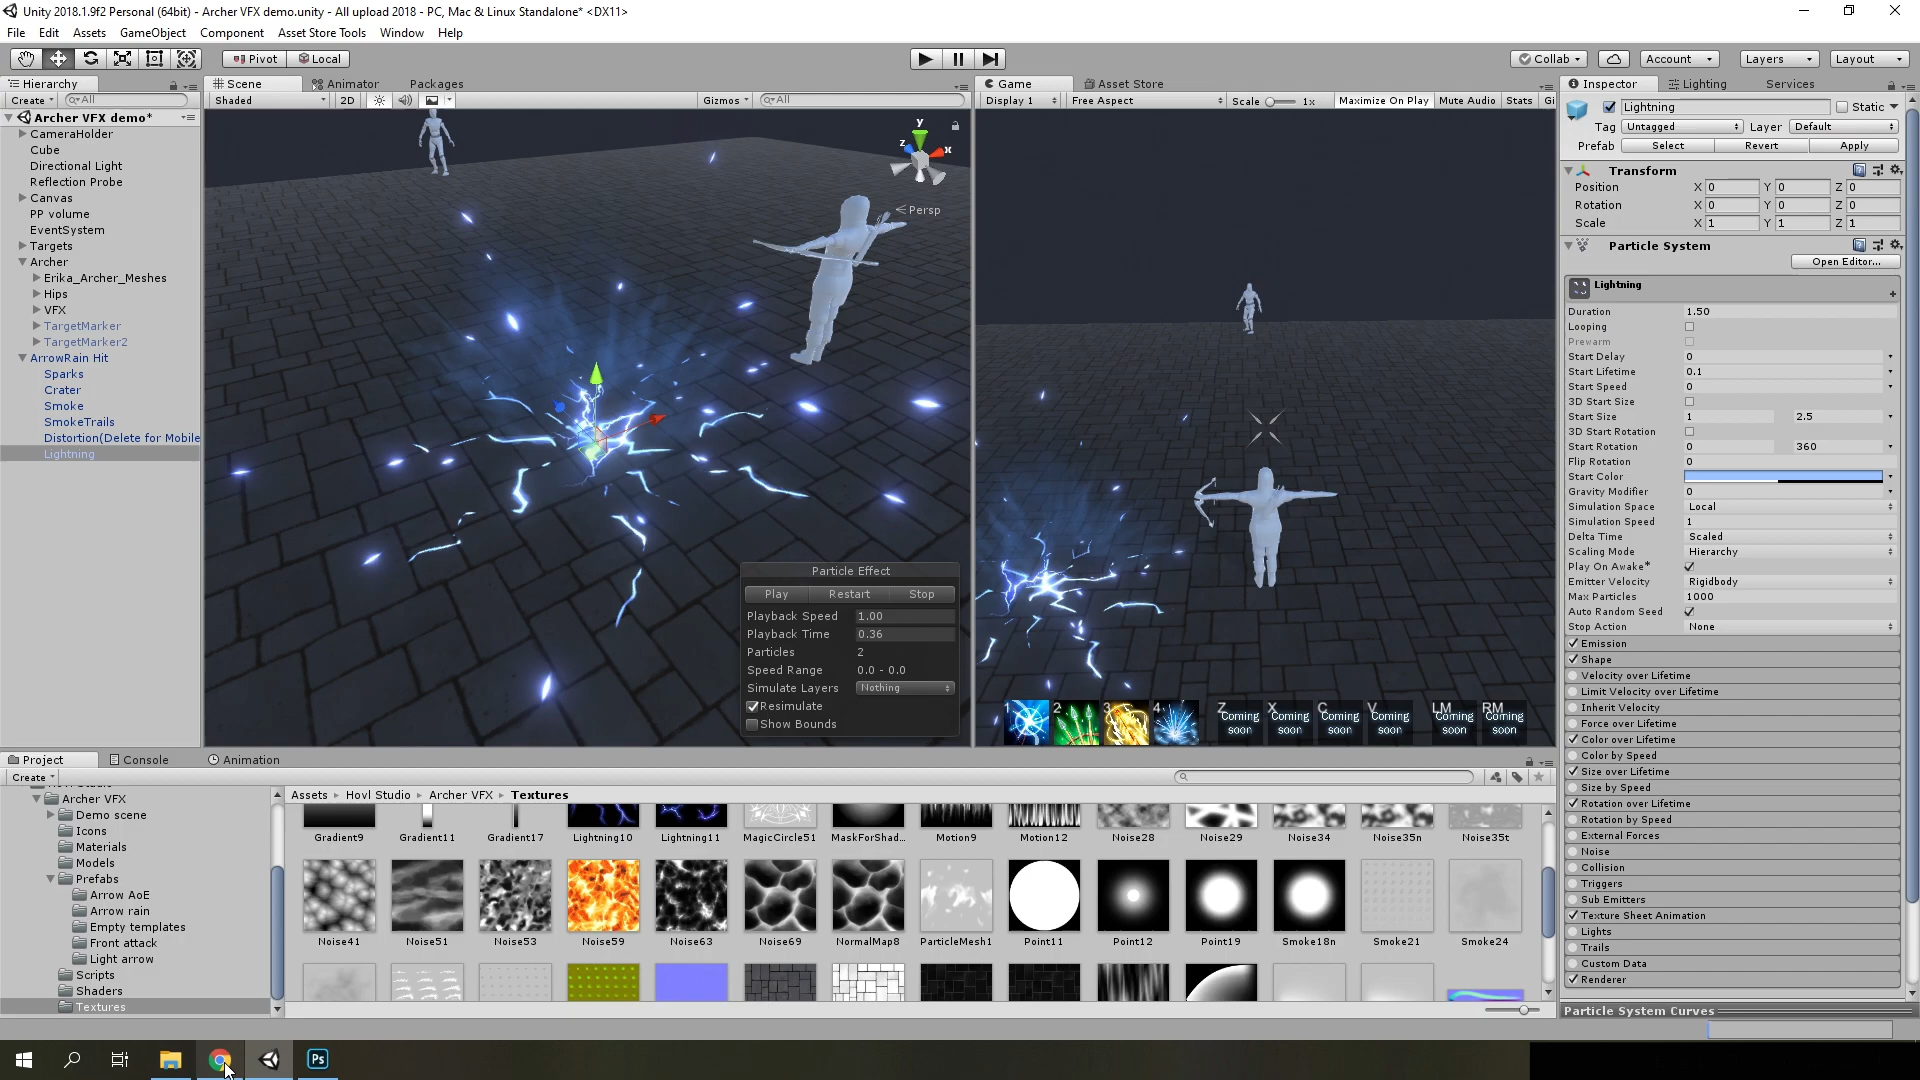 Unity 2018.1.9f2 Personal (64bit) - Archer VFX demo.unity - All upload 2018 - PC, Mac & Linux Standalone* <DX11>
File Edit Assets GameObject Component Asset Store Tools Window Help
Pivot Local Collab Account Layers Layout
Hierarchy Scene Animator Packages Game Asset Store Inspector Lighting Services
Create All Shaded 2D Gizmos All Display 1 Free Aspect Scale 1x Maximize On Play Mute Audio Stats Gi
Archer VFX demo*
CameraHolder
Cube
Directional Light
Reflection Probe
Canvas
PP volume
EventSystem
Targets
Archer
Erika_Archer_Meshes
Hips
VFX
TargetMarker
TargetMarker2
ArrowRain Hit
Sparks
Crater
Smoke
SmokeTrails
Distortion(Delete for Mobile
Lightning
y
z
x
Persp
Particle Effect
Play Restart Stop
Playback Speed 1.00
Playback Time 0.36
Particles 2
Speed Range 0.0 - 0.0
Simulate Layers Nothing
Resimulate
Show Bounds
1 2 3 4 Z X C V LM RM
Coming soon Coming soon Coming soon Coming soon Coming soon Coming soon
Lightning Static
Tag Untagged Layer Default
Prefab Select Revert Apply
Transform
Position X 0 Y 0 Z 0
Rotation X 0 Y 0 Z 0
Scale X 1 Y 1 Z 1
Particle System
Open Editor...
Lightning
Duration 1.50
Looping
Prewarm
Start Delay 0
Start Lifetime 0.1
Start Speed 0
3D Start Size
Start Size 1 2.5
3D Start Rotation
Start Rotation 0 360
Flip Rotation 0
Start Color
Gravity Modifier 0
Simulation Space Local
Simulation Speed 1
Delta Time Scaled
Scaling Mode Hierarchy
Play On Awake*
Emitter Velocity Rigidbody
Max Particles 1000
Auto Random Seed
Stop Action None
Emission
Shape
Velocity over Lifetime
Limit Velocity over Lifetime
Inherit Velocity
Force over Lifetime
Color over Lifetime
Color by Speed
Size over Lifetime
Size by Speed
Rotation over Lifetime
Rotation by Speed
External Forces
Noise
Collision
Triggers
Sub Emitters
Texture Sheet Animation
Lights
Trails
Custom Data
Renderer
Particle System Curves
Project Console Animation
Create
Archer VFX
Demo scene
Icons
Materials
Models
Prefabs
Arrow AoE
Arrow rain
Empty templates
Front attack
Light arrow
Scripts
Shaders
Textures
Assets Hovl Studio Archer VFX Textures
Gradient9 Gradient11 Gradient17 Lightning10 Lightning11 MagicCircle51 MaskForShad... Motion9 Motion12 Noise28 Noise29 Noise34 Noise35n Noise35t
Noise41 Noise51 Noise53 Noise59 Noise63 Noise69 NormalMap8 ParticleMesh1 Point11 Point12 Point19 Smoke18n Smoke21 Smoke24
Ps